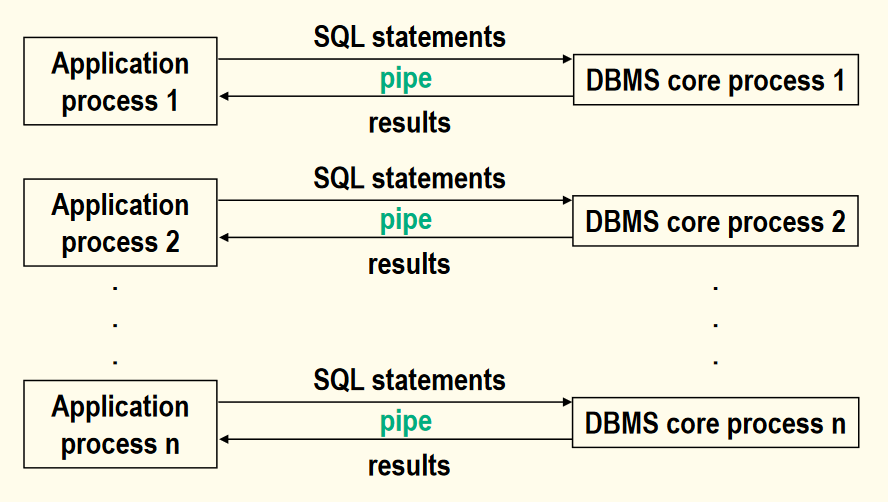 SQL statements
Application
process 1
pipe
DBMS core process 1
results
SQL statements
Application
process 2
pipe
DBMS core process 2
results
SQL statements
Application
process n
pipe
DBMS core process n
results